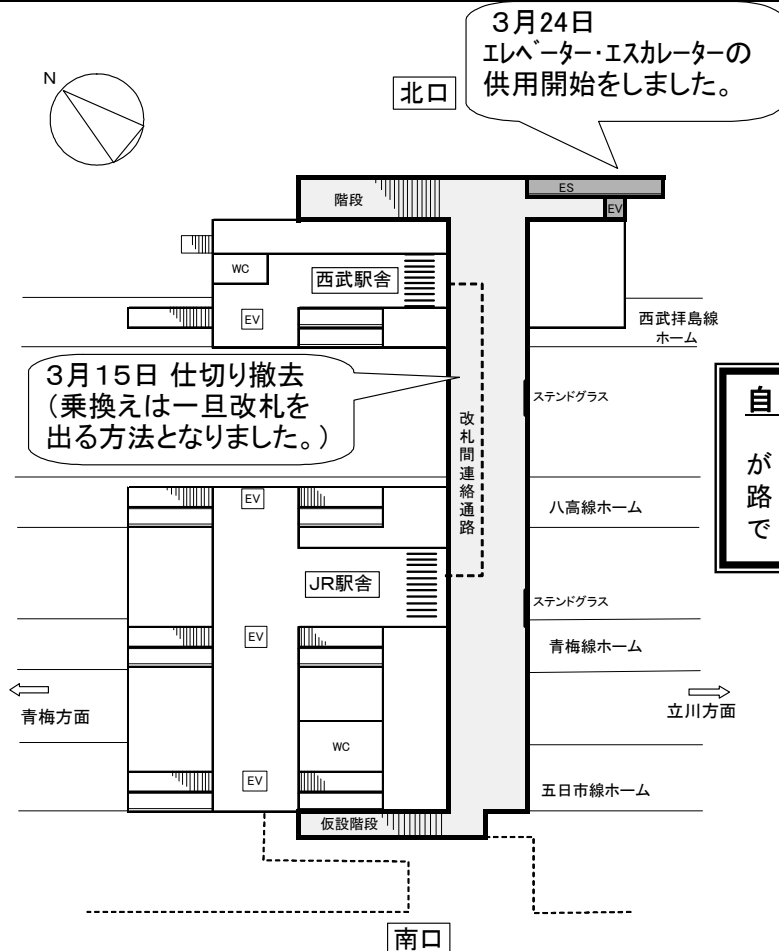 3月24日
エレベーター・エスカレーターの
供用開始をしました。
N
北口
階段
ES
EV
WC
西武駅舎
EV
西武拝島線
ホーム
3月15日 仕切り撤去
(乗換えは一旦改札を
出る方法となりました。)
改札間連絡通路
ステンドグラス
自
が
路
で
EV
八高線ホーム
JR駅舎
ステンドグラス
EV
青梅線ホーム
青梅方面
立川方面
WC
EV
五日市線ホーム
仮設階段
南口